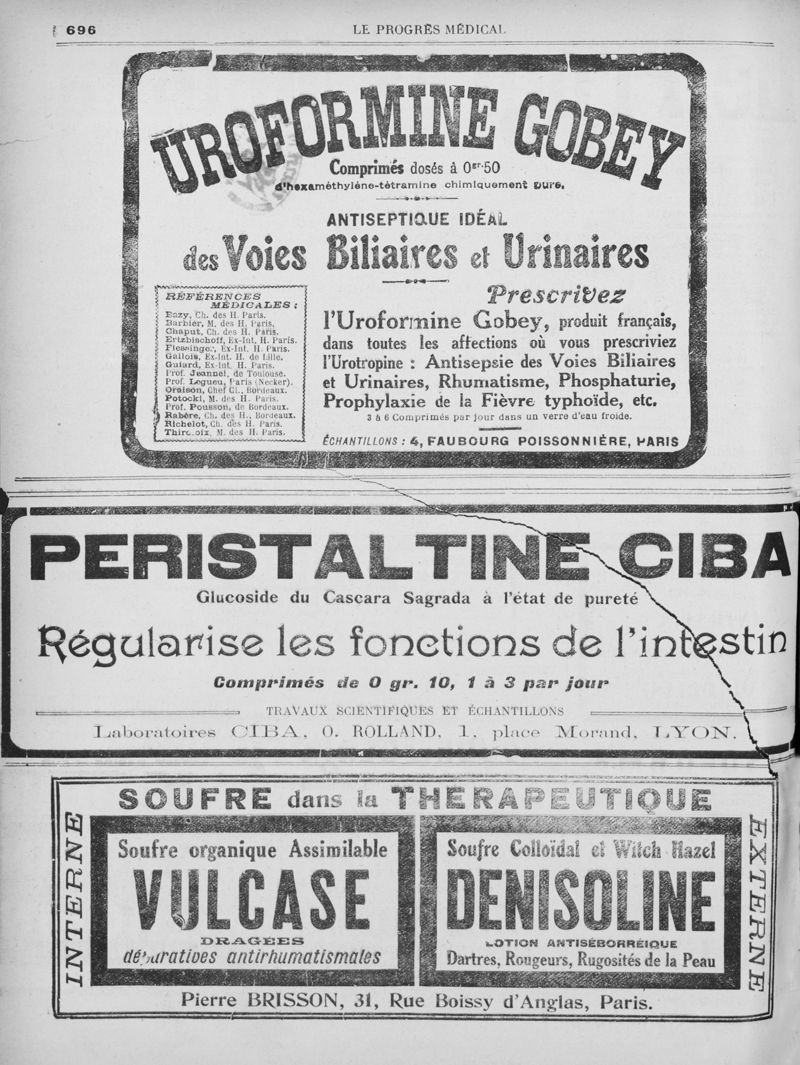 696
LE PROGRÈS MÉDICAL
UROFORMINE GOBEY
Comprimés dosés à 0gr.50
d'hexaméthylène-tétramine chimiquement pure.
ANTISEPTIQUE IDÉAL
des Voies Biliaires et Urinaires
RÉFÉRENCES
MÉDICALES :
Bazy, Ch. des H. Paris.
Barbier, M. des H. Paris.
Chaput, Ch. des H. Paris.
Ertzbischoff, Ex-Int. H. Paris.
Ex-Int. H. Paris.
Gallois, Ex-Int. H. de Lille.
Guiard, Ex-Int. H. Paris.
Prof. Jeannel, de Toulouse.
Prof. Legueu, Paris (Necker).
Oraison, Chef Cl., Bordeaux.
Potocki, M. des H. Paris.
Prof. Pousson, de Bordeaux.
Rabère, Ch. des H., Bordeaux.
Richelot, Ch. des H. Paris.
M. des H. Paris.
Prescrivez
l'Uroformine Gobey, produit français,
dans toutes les affections où vous prescriviez
l'Urotropine : Antisepsie des Voies Biliaires
et Urinaires, Rhumatisme, Phosphaturie,
Prophylaxie de la Fièvre typhoïde, etc.
3 à 6 Comprimés par jour dans un verre d'eau froide.
ÉCHANTILLONS : 4, FAUBOURG POISSONNIÈRE, PARIS
PERISTALTINE CIBA
Glucoside du Cascara Sagrada à l'état de pureté
Régularise les fonctions de l'intestin
Comprimés de 0 gr. 10, 1 à 3 par jour
TRAVAUX SCIENTIFIQUES ET ÉCHANTILLONS
Laboratoires CIBA, O. ROLLAND, 1, place Morand, LYON.
SOUFRE dans la THÉRAPEUTIQUE
INTERNE
Soufre organique Assimilable
VULCASE
DRAGÉES
dépuratives antirhumatismales
Soufre Colloïdal et Witch Hazel
DENISOLINE
LOTION ANTISÉBORRÉIQUE
Dartres, Rougeurs, Rugosités de la Peau
EXTERNE
Pierre BRISSON, 31, Rue Boissy d'Anglas, Paris.